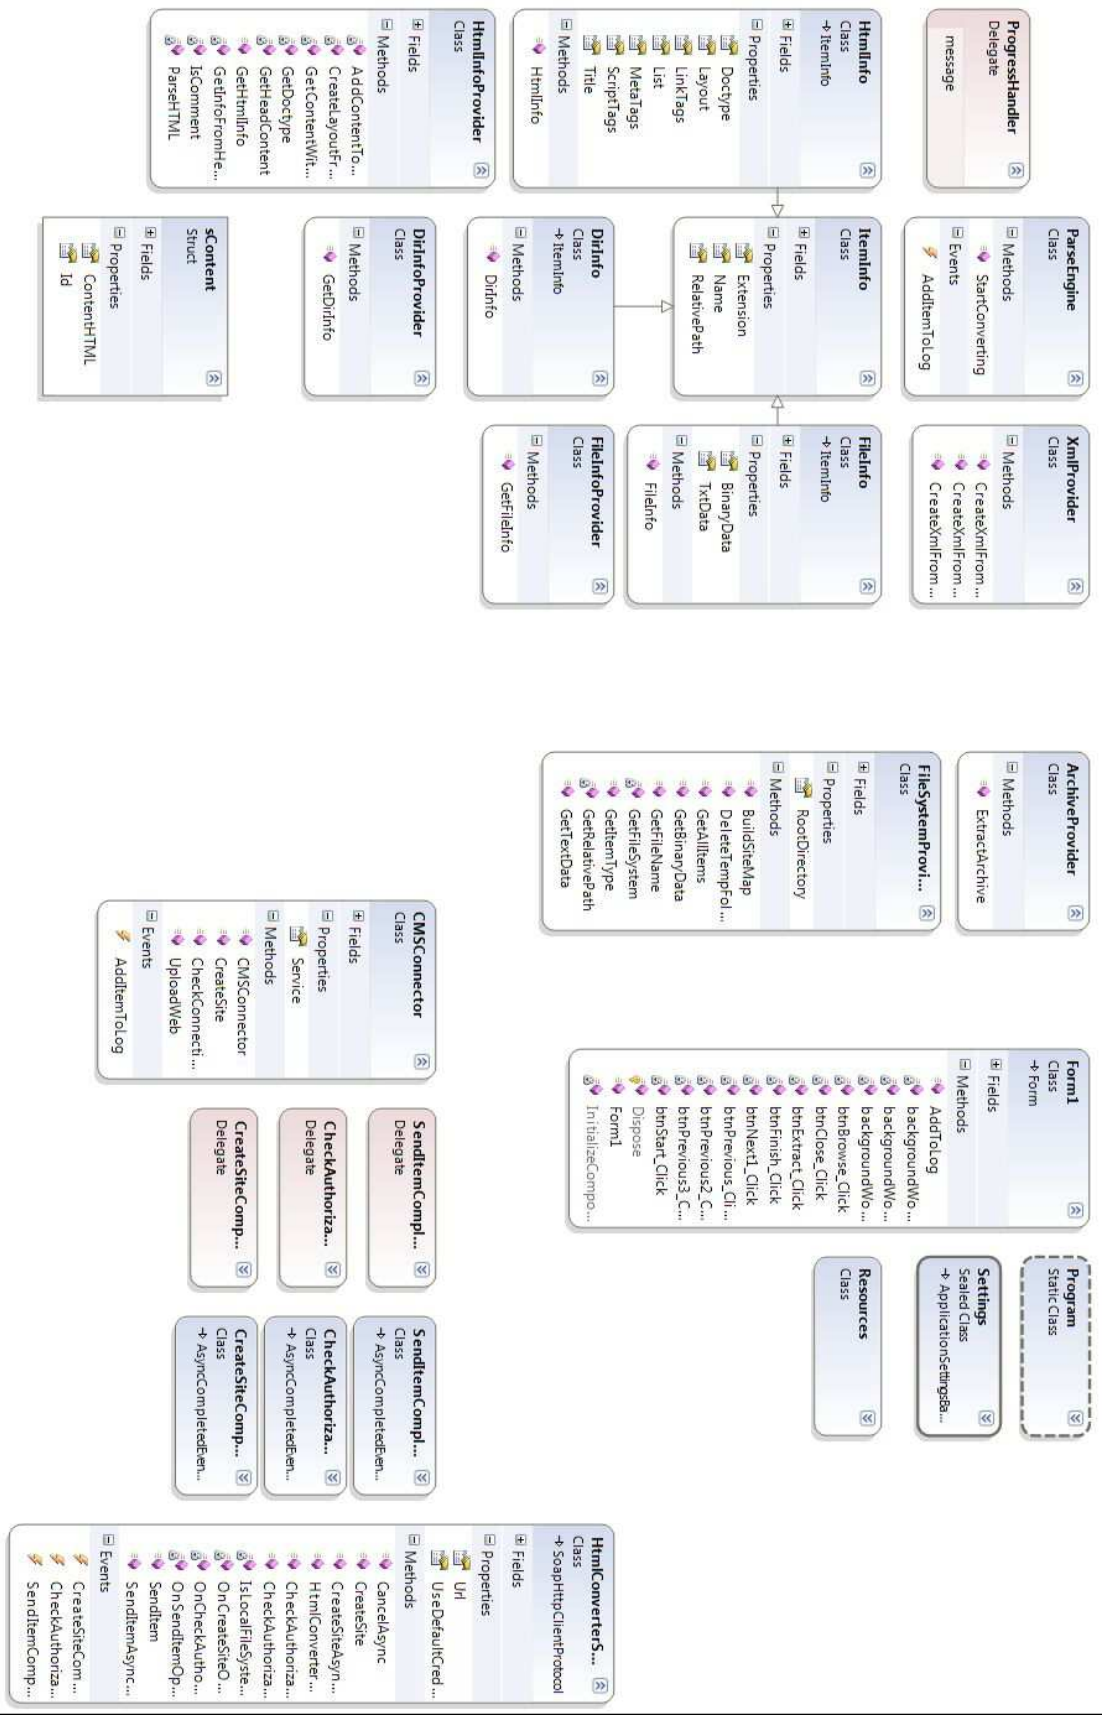 ProgressHandler
Delegate
message
ParseEngine
Class
Methods
StartConverting
Events
AddItemToLog
XmlProvider
Class
Methods
CreateXmlFrom...
CreateXmlFrom...
CreateXmlFrom...
ArchiveProvider
Class
Methods
ExtractArchive
Form1
Class
Form
Fields
Methods
AddToLog
backgroundWo...
backgroundWo...
backgroundWo...
btnBrowse_Click
btnClose_Click
btnExtract_Click
btnFinish_Click
btnNext1_Click
btnPrevious_Cli...
btnPrevious2_C...
btnPrevious3_C...
btnStart_Click
Dispose
Form1
InitializeCompo...
Program
Static Class
Settings
Sealed Class
ApplicationSettingsBa...
Resources
Class
HtmlInfo
Class
ItemInfo
Fields
Properties
Doctype
Layout
LinkTags
List
MetaTags
ScriptTags
Title
Methods
HtmlInfo
ItemInfo
Class
Fields
Properties
Extension
Name
RelativePath
FileInfo
Class
ItemInfo
Fields
Properties
BinaryData
TxtData
Methods
FileInfo
FileSystemProvi...
Class
Fields
Properties
RootDirectory
Methods
BuildSiteMap
DeleteTempFol...
GetAllItems
GetBinaryData
GetFileName
GetFileSystem
GetItemType
GetRelativePath
GetTextData
DirInfo
Class
ItemInfo
Methods
DirInfo
FileInfoProvider
Class
Methods
GetFileInfo
HtmlInfoProvider
Class
Fields
Methods
AddContentTo...
CreateLayoutFr...
GetContentWit...
GetDoctype
GetHeadContent
GetHtmlInfo
GetInfoFromHe...
IsComment
ParseHTML
DirInfoProvider
Class
Methods
GetDirInfo
sContent
Struct
Fields
Properties
ContentHTML
Id
CMSConnector
Class
Fields
Properties
Service
Methods
CMSConnector
CreateSite
CheckConnecti...
UploadWeb
Events
AddItemToLog
SendItemCompl...
Delegate
CheckAuthoriza...
Delegate
CreateSiteComp...
Delegate
SendItemCompl...
Class
AsyncCompletedEven...
CheckAuthoriza...
Class
AsyncCompletedEven...
CreateSiteComp...
Class
AsyncCompletedEven...
HtmlConverterS...
Class
SoapHttpClientProtocol
Fields
Properties
Url
UseDefaultCred...
Methods
CancelAsync
CreateSite
CreateSiteAsyn...
HtmlConverter...
CheckAuthoriza...
CheckAuthoriza...
IsLocalFileSyste...
OnCreateSiteO...
OnCheckAutho...
OnSendItemOp...
SendItem
SendItemAsync...
Events
CreateSiteCom...
CheckAuthoriza...
SendItemComp...